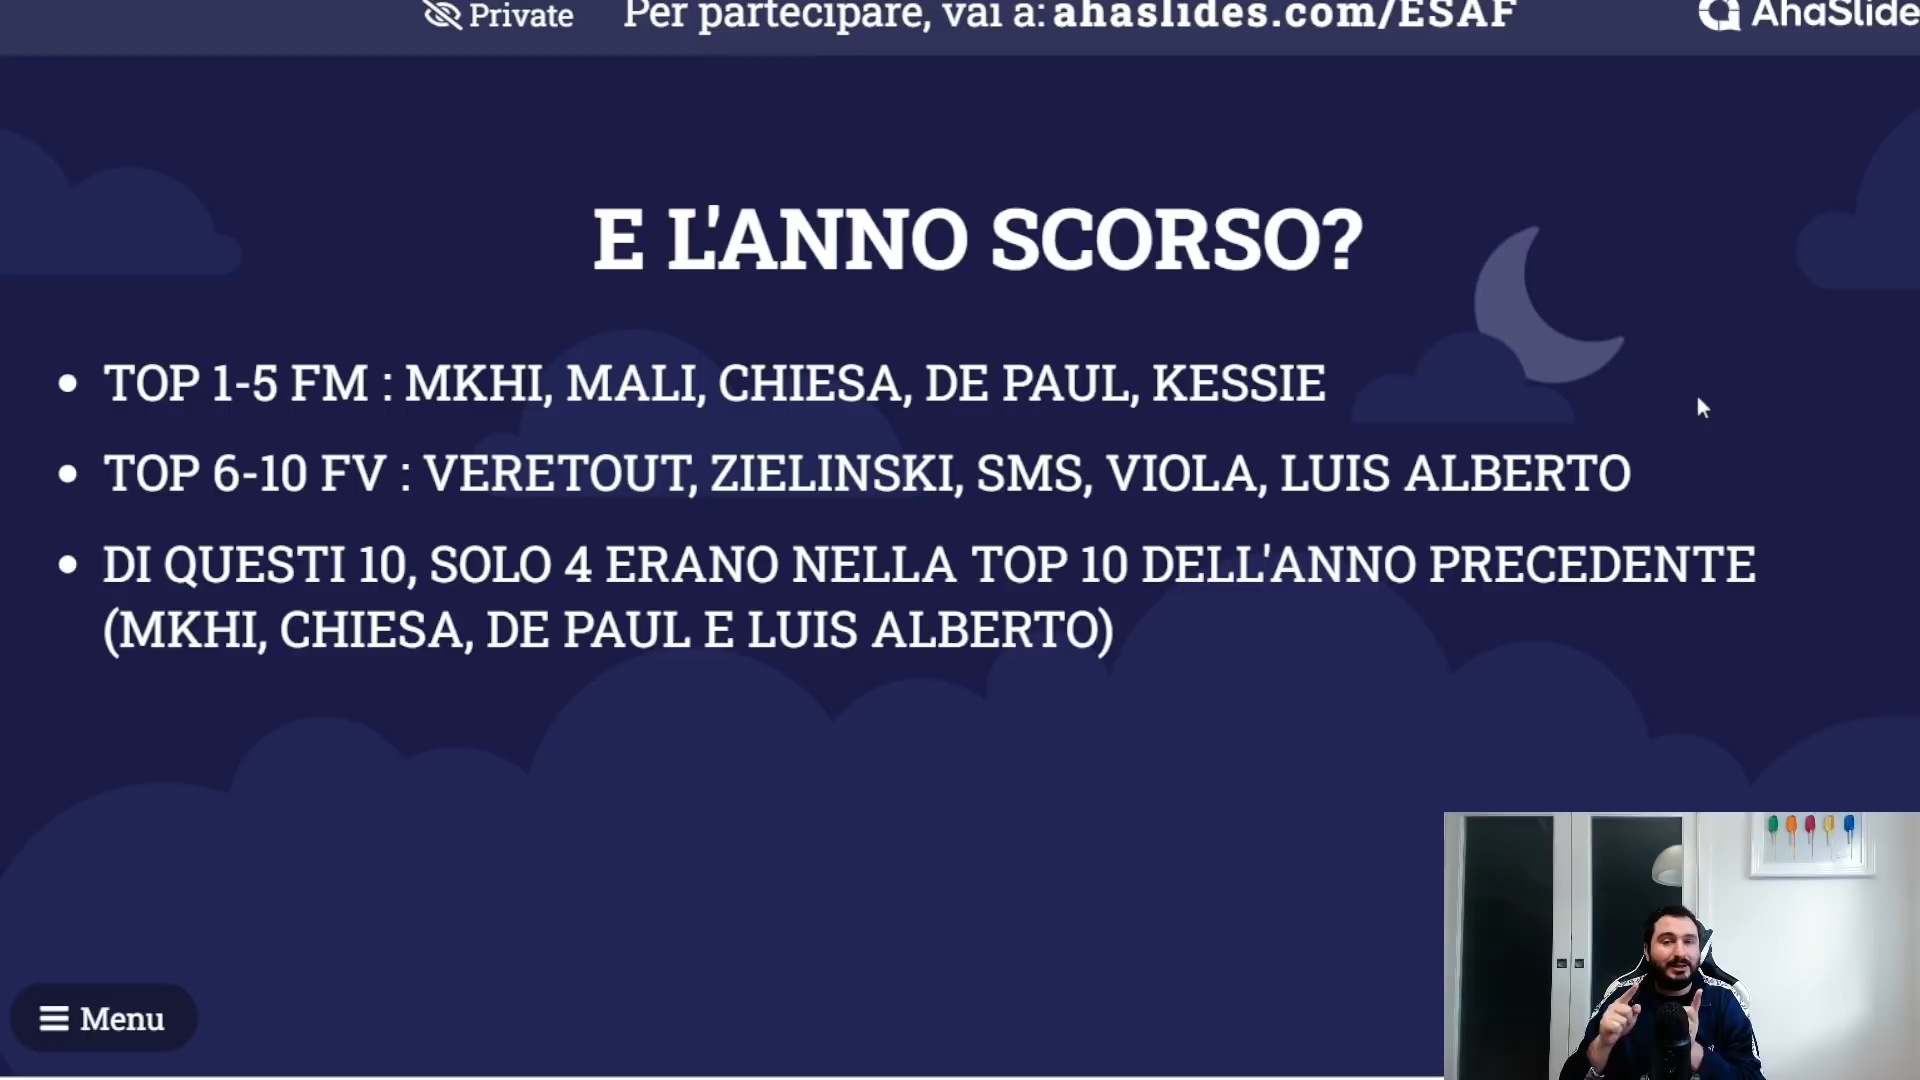 Private Per partecipare, vai a: ahaslides.com/ESAF AhaSlide
E L'ANNO SCORSO?
• TOP 1-5 FM : MKHI, MALI, CHIESA, DE PAUL, KESSIE
• TOP 6-10 FV : VERETOUT, ZIELINSKI, SMS, VIOLA, LUIS ALBERTO
• DI QUESTI 10, SOLO 4 ERANO NELLA TOP 10 DELL'ANNO PRECEDENTE
(MKHI, CHIESA, DE PAUL E LUIS ALBERTO)
Menu